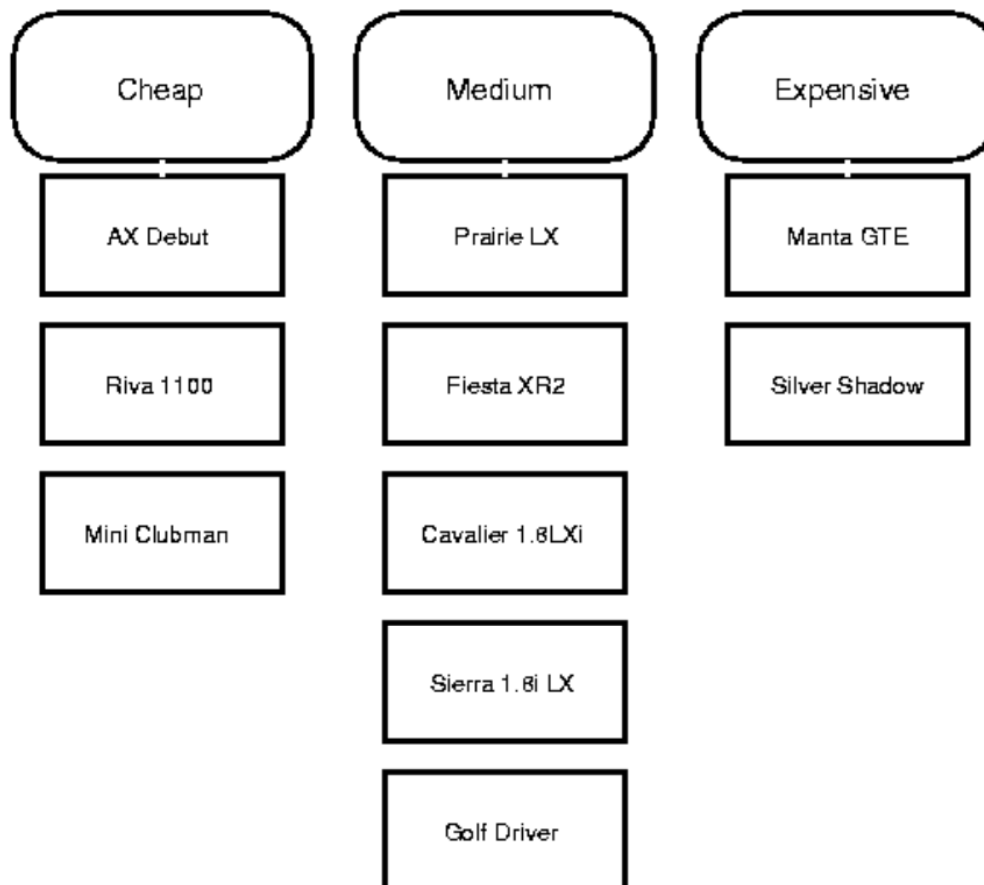 Cheap
Medium
Expensive
AX Debut
Prairie LX
Manta GTE
Riva 1100
Fiesta XR2
Silver Shadow
Mini Clubman
Cavalier 1.6LXi
Sierra 1.6i LX
Golf Driver